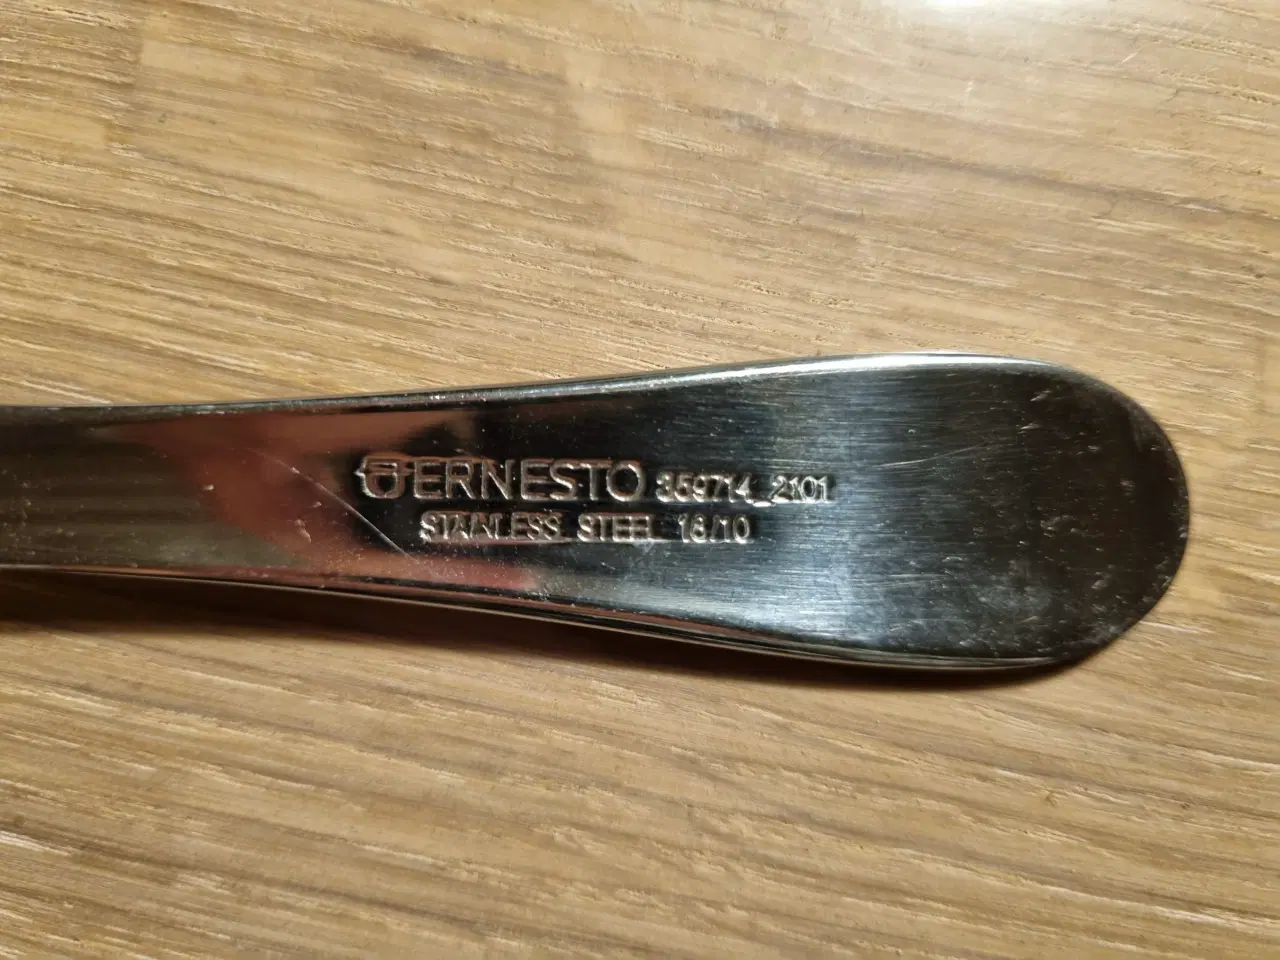 ERNESTO 359714_2101
STAINLESS STEEL 18/10